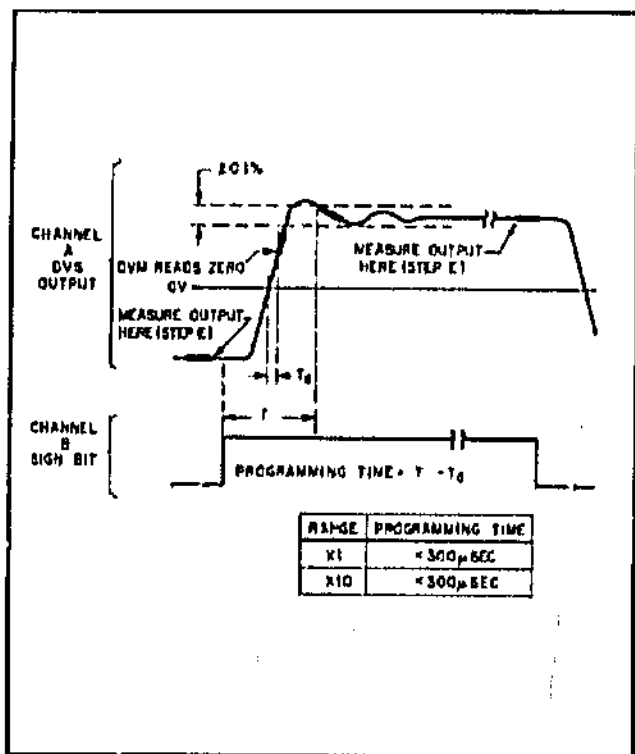 ±0.1%
CHANNEL
A
DVS
OUTPUT
DVM READS ZERO
0V
MEASURE OUTPUT
HERE (STEP E)
MEASURE OUTPUT
HERE (STEP E)
Td
T
CHANNEL
B
SIGN BIT
PROGRAMMING TIME = T - Td
RANGE PROGRAMMING TIME
X1 <300µSEC
X10 <300µSEC